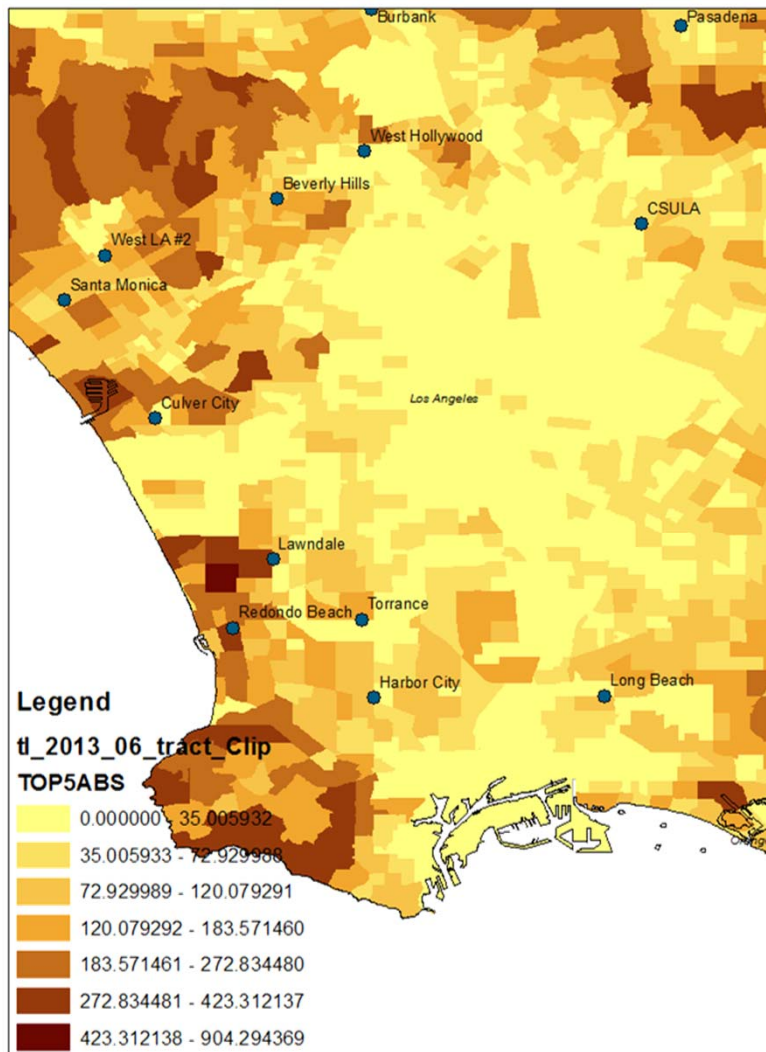 Burbank
Pasadena
West Hollywood
Beverly Hills
CSULA
West LA #2
Santa Monica
Los Angeles
Culver City
Lawndale
Redondo Beach
Torrance
Harbor City
Long Beach
Legend
tl_2013_06_tract_Clip
TOP5ABS
0.000000 - 35.005932
35.005933 - 72.929988
72.929989 - 120.079291
120.079292 - 183.571460
183.571461 - 272.834480
272.834481 - 423.312137
423.312138 - 904.294369